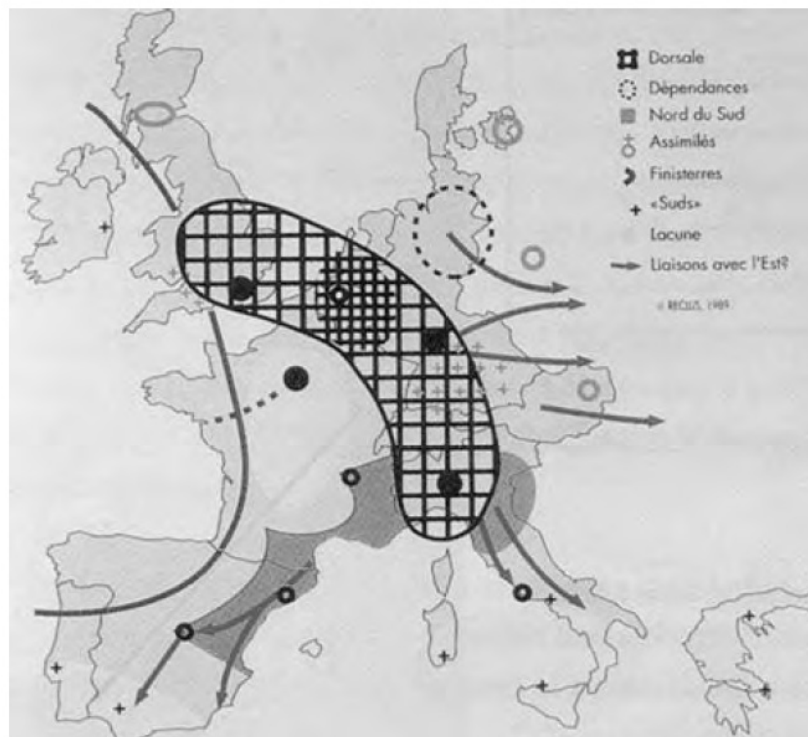 Dorsale
Dépendances
Nord du Sud
Assimilés
Finisterres
«Suds»
Lacune
Liaisons avec l'Est?
© RECLUS, 1989